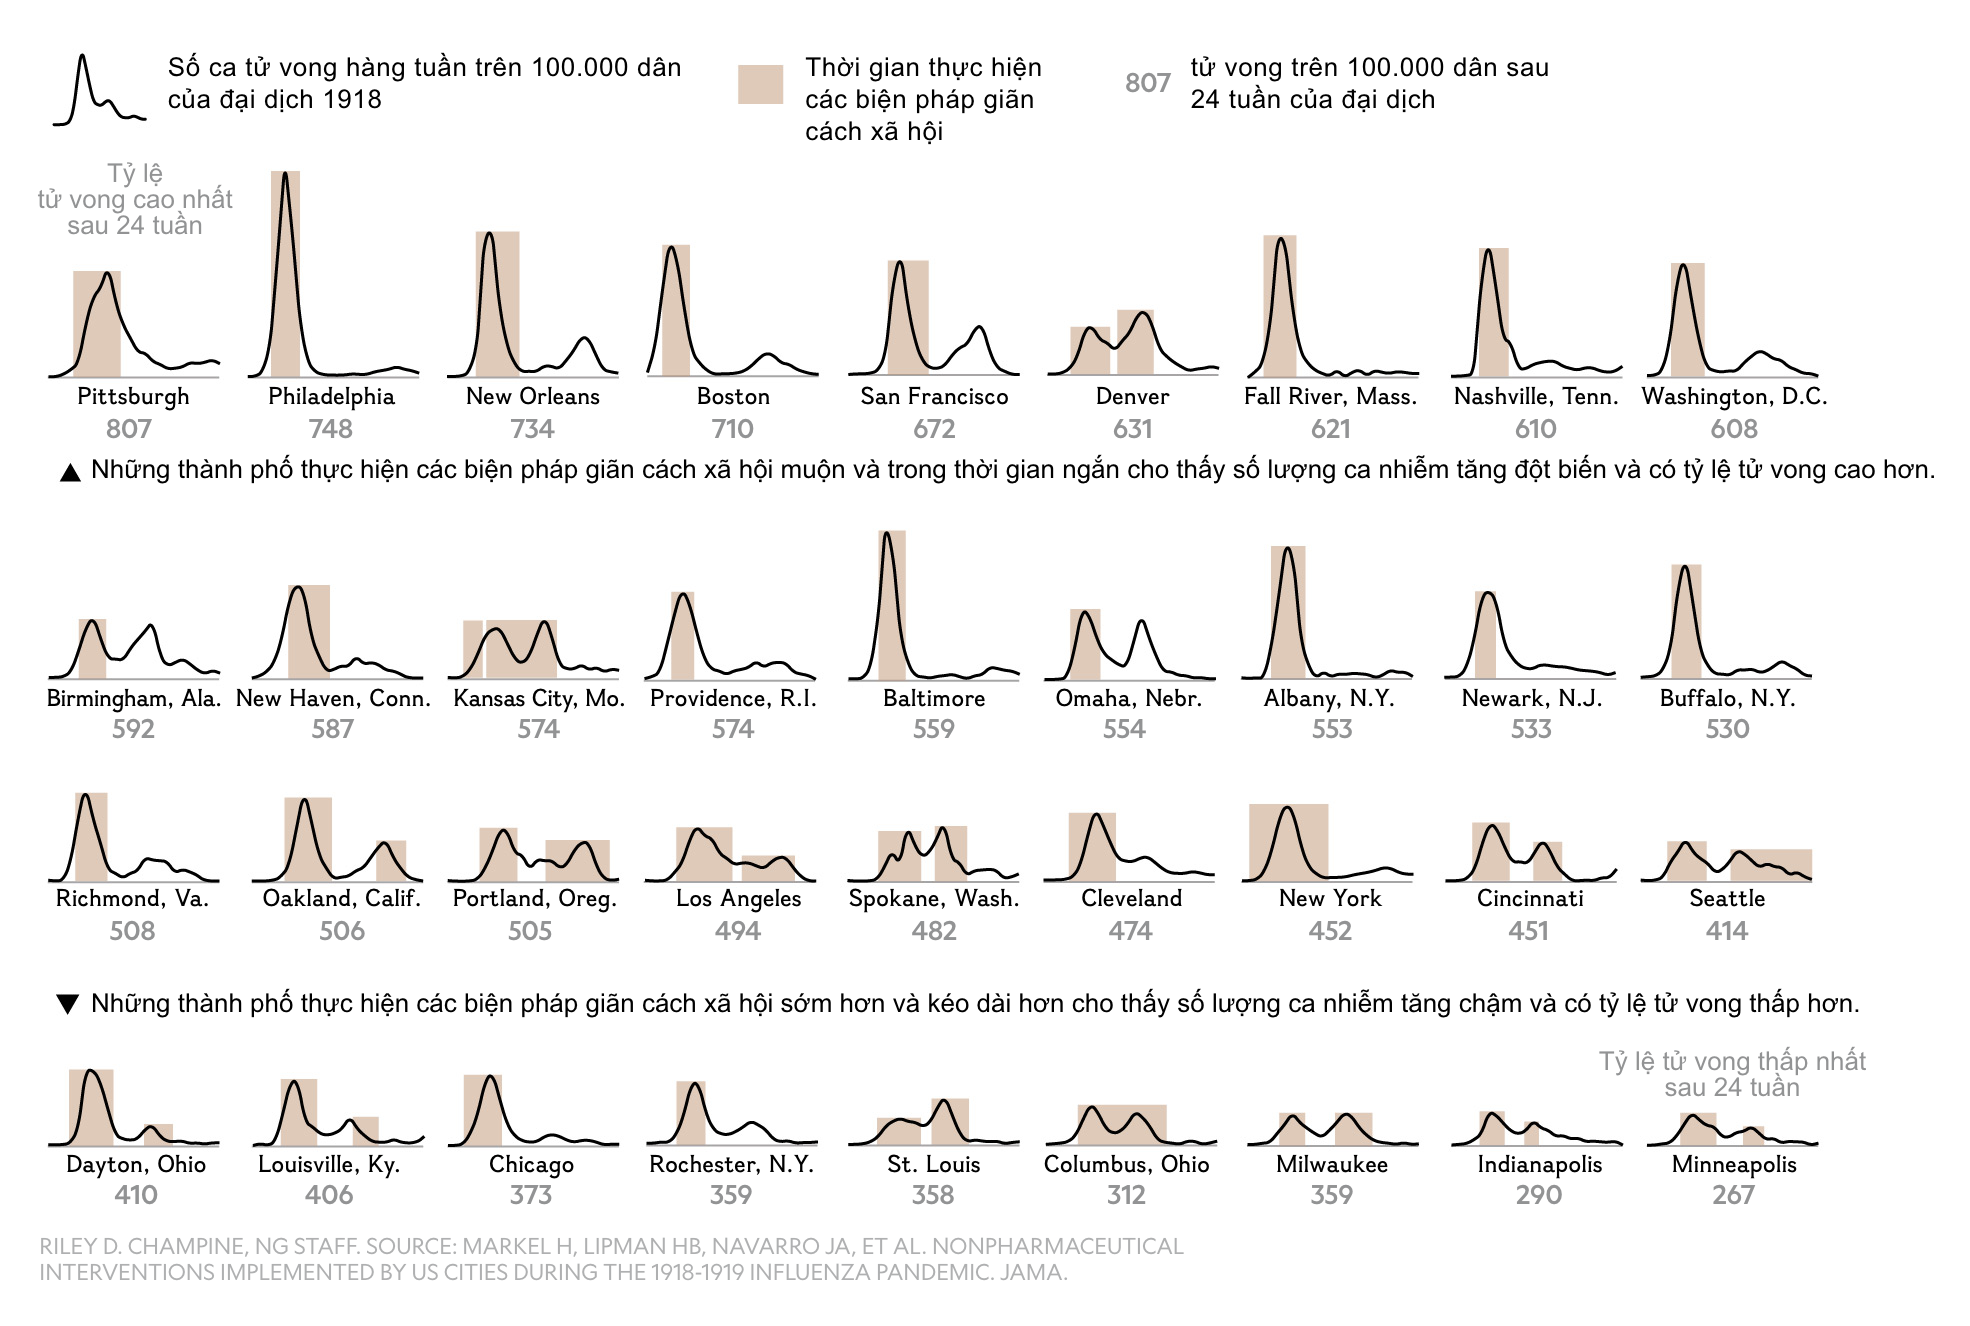 Số ca tử vong hàng tuần trên 100.000 dân
của đại dịch 1918
Thời gian thực hiện
các biện pháp giãn
cách xã hội
807
tử vong trên 100.000 dân sau
24 tuần của đại dịch
Tỷ lệ
tử vong cao nhất
sau 24 tuần
Pittsburgh
807
Philadelphia
748
New Orleans
734
Boston
710
San Francisco
672
Denver
631
Fall River, Mass.
621
Nashville, Tenn.
610
Washington, D.C.
608
▲ Những thành phố thực hiện các biện pháp giãn cách xã hội muộn và trong thời gian ngắn cho thấy số lượng ca nhiễm tăng đột biến và có tỷ lệ tử vong cao hơn.
Birmingham, Ala.
592
New Haven, Conn.
587
Kansas City, Mo.
574
Providence, R.I.
574
Baltimore
559
Omaha, Nebr.
554
Albany, N.Y.
553
Newark, N.J.
533
Buffalo, N.Y.
530
Richmond, Va.
508
Oakland, Calif.
506
Portland, Oreg.
505
Los Angeles
494
Spokane, Wash.
482
Cleveland
474
New York
452
Cincinnati
451
Seattle
414
▼ Những thành phố thực hiện các biện pháp giãn cách xã hội sớm hơn và kéo dài hơn cho thấy số lượng ca nhiễm tăng chậm và có tỷ lệ tử vong thấp hơn.
Tỷ lệ tử vong thấp nhất
sau 24 tuần
Dayton, Ohio
410
Louisville, Ky.
406
Chicago
373
Rochester, N.Y.
359
St. Louis
358
Columbus, Ohio
312
Milwaukee
359
Indianapolis
290
Minneapolis
267
RILEY D. CHAMPINE, NG STAFF. SOURCE: MARKEL H, LIPMAN HB, NAVARRO JA, ET AL. NONPHARMACEUTICAL
INTERVENTIONS IMPLEMENTED BY US CITIES DURING THE 1918-1919 INFLUENZA PANDEMIC. JAMA.